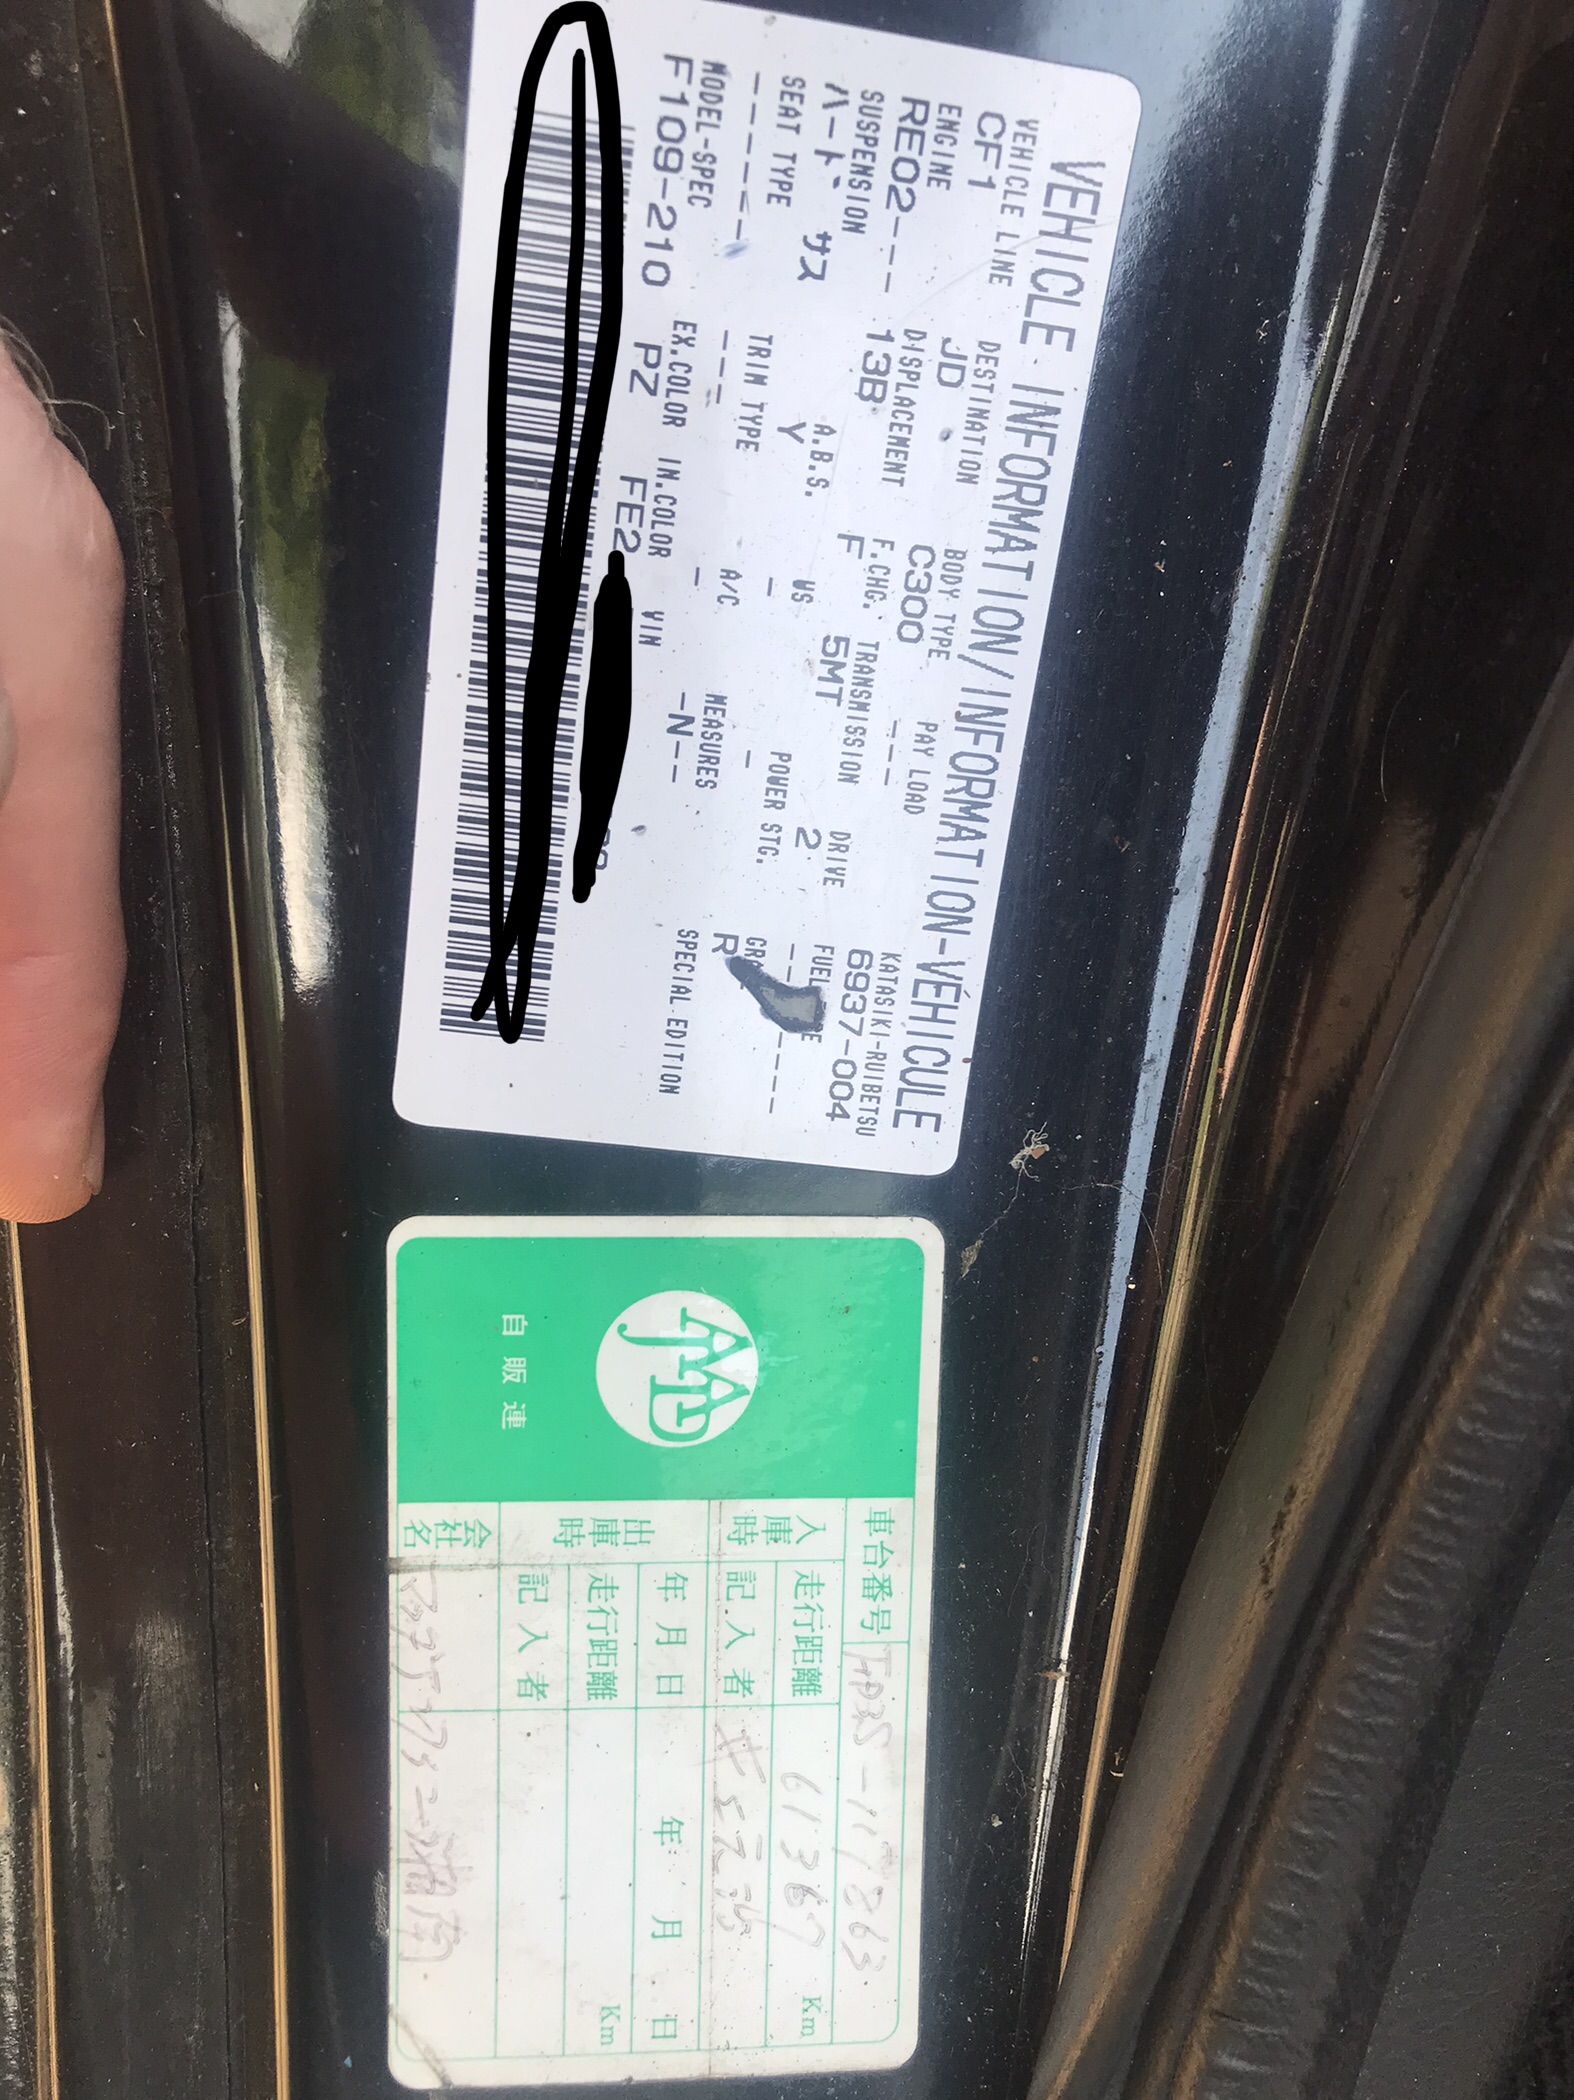 VEHICLE INFORMATION/INFORMATION-VÉHICULE
VEHICLE LINE DESTINATION BODY TYPE PAY LOAD KATASIKI-RUIBETSU
CF1 JD C300 --- 6937-004
ENGINE DISPLACEMENT F.CHG. TRANSMISSION DRIVE
RE02--- 13B F 5MT 2
SUSPENSION A.B.S. WS POWER STG.
ハード サス Y - -
SEAT TYPE TRIM TYPE A/C MEASURES
------ --- - -N-- R
MODEL-SPEC EX.COLOR IN.COLOR VIN SPECIAL EDITION
F109-210 PZ FE2
JMAD
自販連
車台番号 FD3S-117863
入庫時 走行距離 61367 Km
記入者
出庫時 年月日 年 月 日
走行距離 Km
記入者
会社名